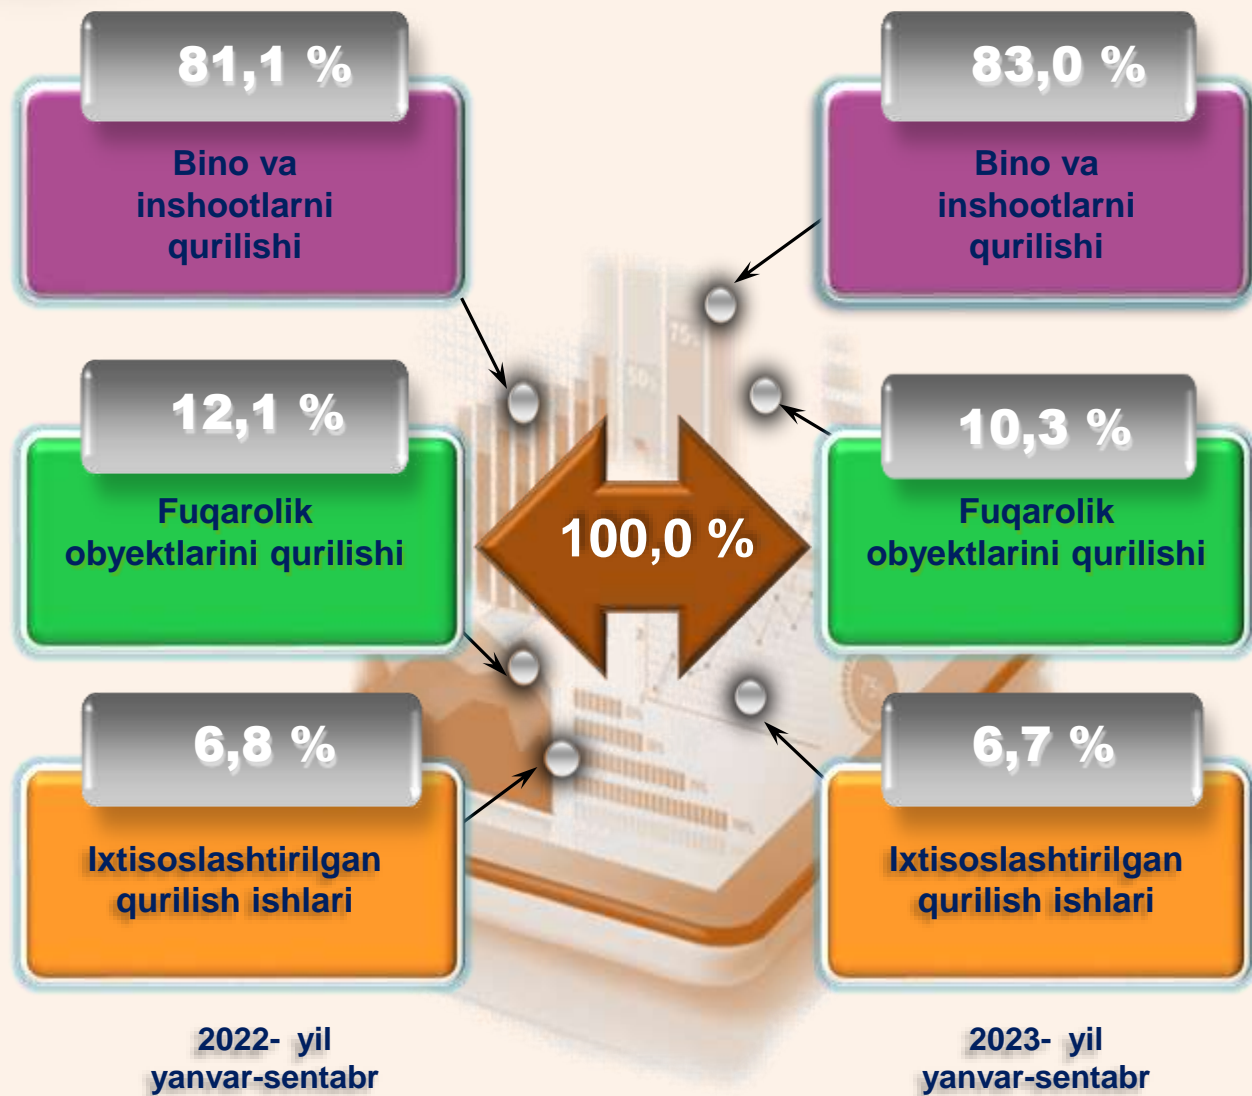 81,1 %
Bino va
inshootlarni
qurilishi
12,1 %
Fuqarolik
obyektlarini qurilishi
6,8 %
Ixtisoslashtirilgan
qurilish ishlari
2022- yil
yanvar-sentabr
100,0 %
50%
75%
83,0 %
Bino va
inshootlarni
qurilishi
10,3 %
Fuqarolik
obyektlarini qurilishi
6,7 %
Ixtisoslashtirilgan
qurilish ishlari
2023- yil
yanvar-sentabr